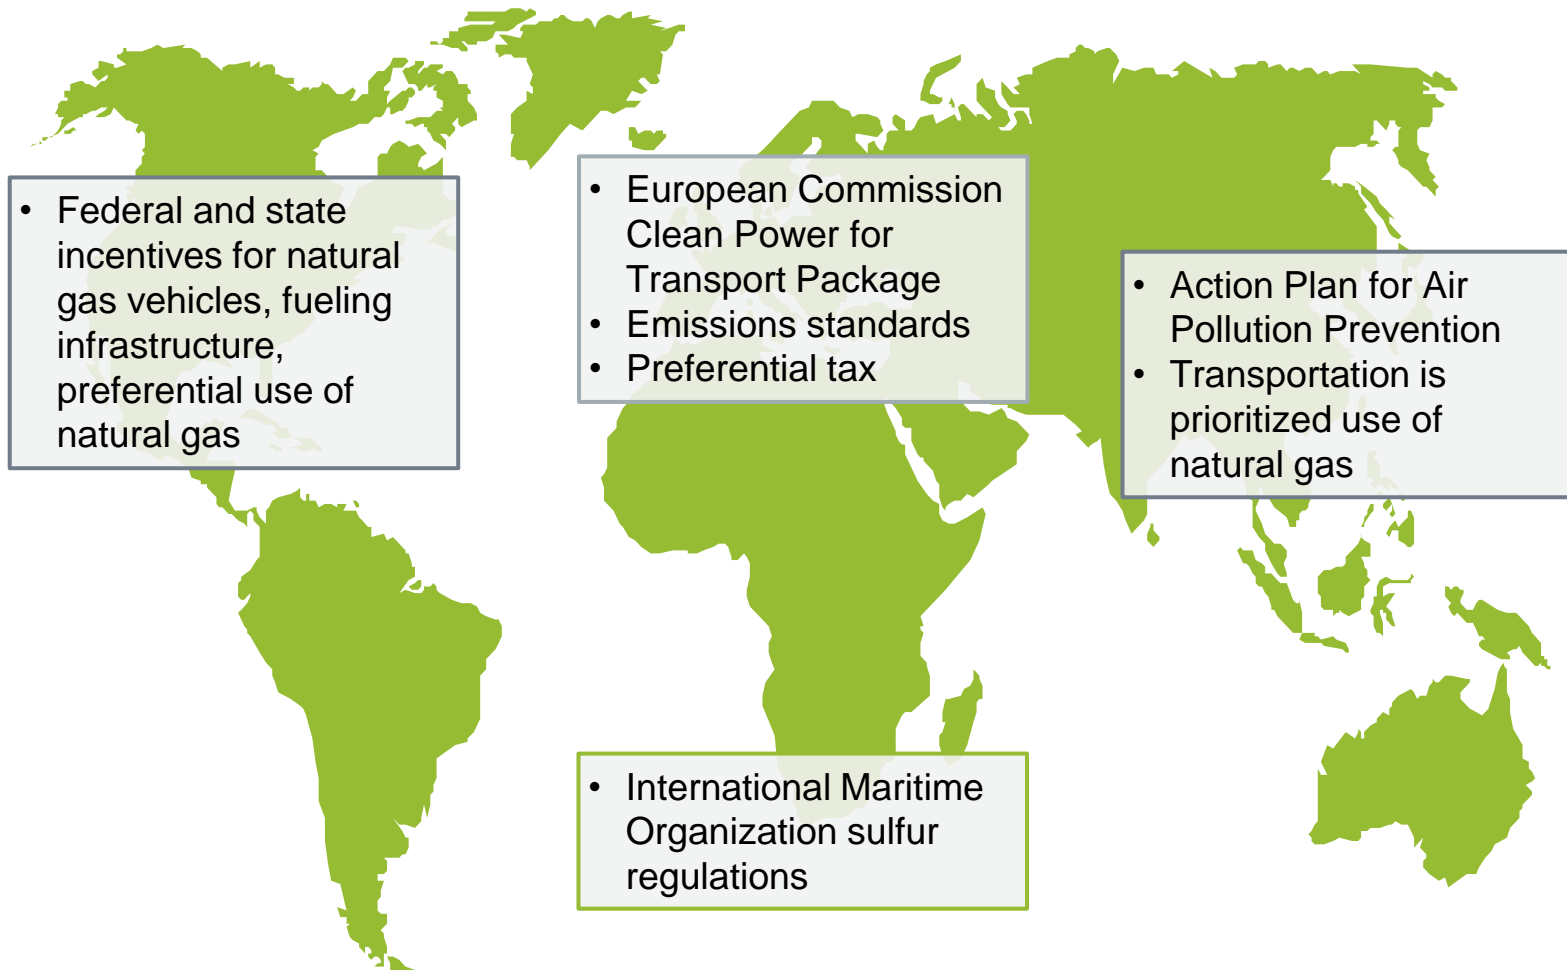 • Federal and state
incentives for natural
gas vehicles, fueling
infrastructure,
preferential use of
natural gas
• European Commission
Clean Power for
Transport Package
• Emissions standards
• Preferential tax
• Action Plan for Air
Pollution Prevention
• Transportation is
prioritized use of
natural gas
• International Maritime
Organization sulfur
regulations